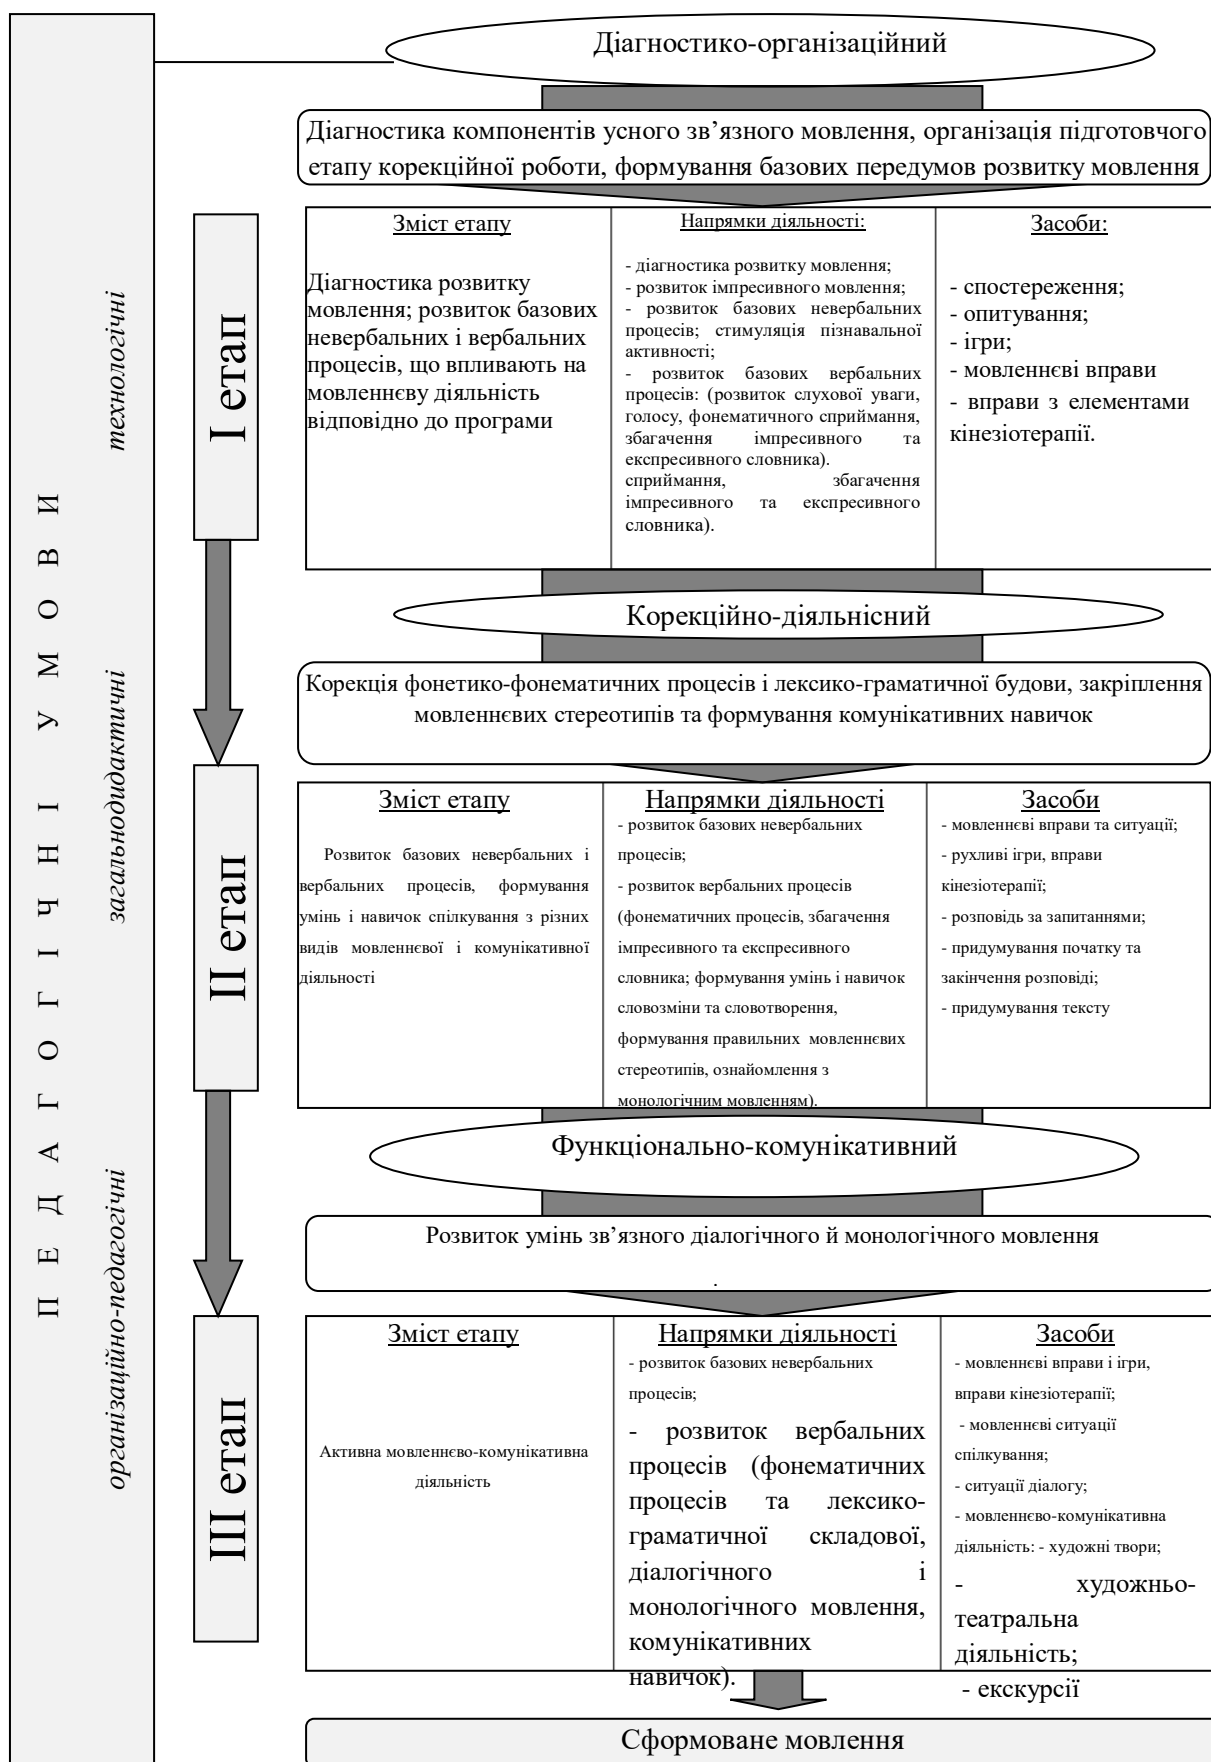 ПЕДАГОГІЧНІ УМОВИ
технологічні
загальнодидактичні
організаційно-педагогічні
Діагностико-організаційний
Діагностика компонентів усного зв’язного мовлення, організація підготовчого
етапу корекційної роботи, формування базових передумов розвитку мовлення
І етап
Зміст етапу
Діагностика розвитку
мовлення; розвиток базових
невербальних і вербальних
процесів, що впливають на
мовленнєву діяльність
відповідно до програми
Напрямки діяльності:
- діагностика розвитку мовлення;
- розвиток імпресивного мовлення;
- розвиток базових невербальних
процесів; стимуляція пізнавальної
активності;
- розвиток базових вербальних
процесів: (розвиток слухової уваги,
голосу, фонематичного сприймання,
збагачення імпресивного та
експресивного словника).
сприймання, збагачення
імпресивного та експресивного
словника).
Засоби:
- спостереження;
- опитування;
- ігри;
- мовленнєві вправи
- вправи з елементами
кінезіотерапії.
Корекційно-діяльнісний
Корекція фонетико-фонематичних процесів і лексико-граматичної будови, закріплення
мовленнєвих стереотипів та формування комунікативних навичок
ІІ етап
Зміст етапу
Розвиток базових невербальних і
вербальних процесів, формування
умінь і навичок спілкування з різних
видів мовленнєвої і комунікативної
діяльності
Напрямки діяльності
- розвиток базових невербальних
процесів;
- розвиток вербальних процесів
(фонематичних процесів, збагачення
імпресивного та експресивного
словника; формування умінь і навичок
словозміни та словотворення,
формування правильних мовленнєвих
стереотипів, ознайомлення з
монологічним мовленням).
Засоби
- мовленнєві вправи та ситуації;
- рухливі ігри, вправи
кінезіотерапії;
- розповідь за запитаннями;
- придумування початку та
закінчення розповіді;
- придумування тексту
Функціонально-комунікативний
Розвиток умінь зв’язного діалогічного й монологічного мовлення
.
ІІІ етап
Зміст етапу
Активна мовленнєво-комунікативна
діяльність
Напрямки діяльності
- розвиток базових невербальних
процесів;
- розвиток вербальних
процесів (фонематичних
процесів та лексико-
граматичної складової,
діалогічного і
монологічного мовлення,
комунікативних
навичок).
Засоби
- мовленнєві вправи і ігри,
вправи кінезіотерапії;
- мовленнєві ситуації
спілкування;
- ситуації діалогу;
- мовленнєво-комунікативна
діяльність: - художні твори;
- художньо-
театральна
діяльність;
- екскурсії
Сформоване мовлення